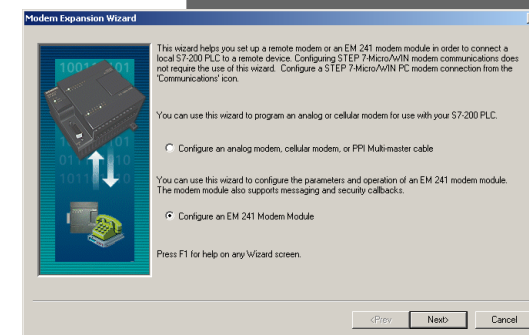 Modem Expansion Wizard
This wizard helps you set up a remote modem or an EM 241 modem module in order to connect a
local S7-200 PLC to a remote device. Configuring STEP 7-Micro/WIN modem communications does
not require the use of this wizard. Configure a STEP 7-Micro/WIN PC modem connection from the
'Communications' icon.
You can use this wizard to program an analog or cellular modem for use with your S7-200 PLC.
Configure an analog modem, cellular modem, or PPI Multi-master cable
You can use this wizard to configure the parameters and operation of an EM 241 modem module.
The modem module also supports messaging and security callbacks.
Configure an EM 241 Modem Module
Press F1 for help on any Wizard screen.
<Prev Next> Cancel